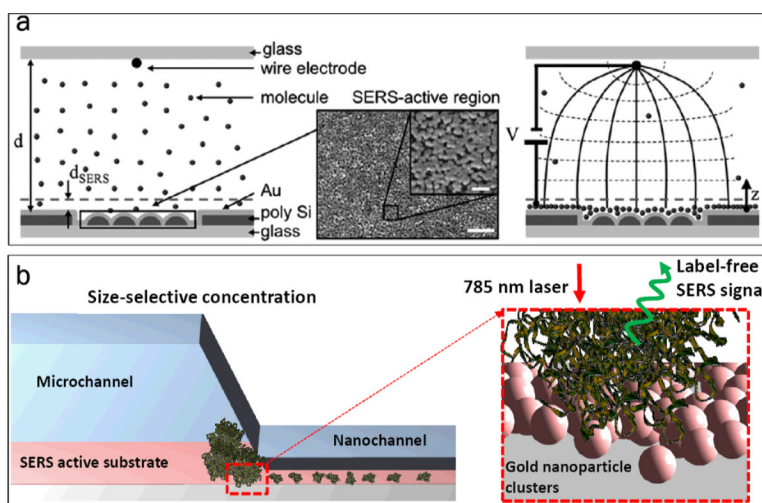 a
glass
wire electrode
molecule
SERS-active region
d
d_SERS
Au
poly Si
glass
V
z
b
Size-selective concentration
785 nm laser
Label-free
SERS signal
Microchannel
Nanochannel
SERS active substrate
Gold nanoparticle
clusters